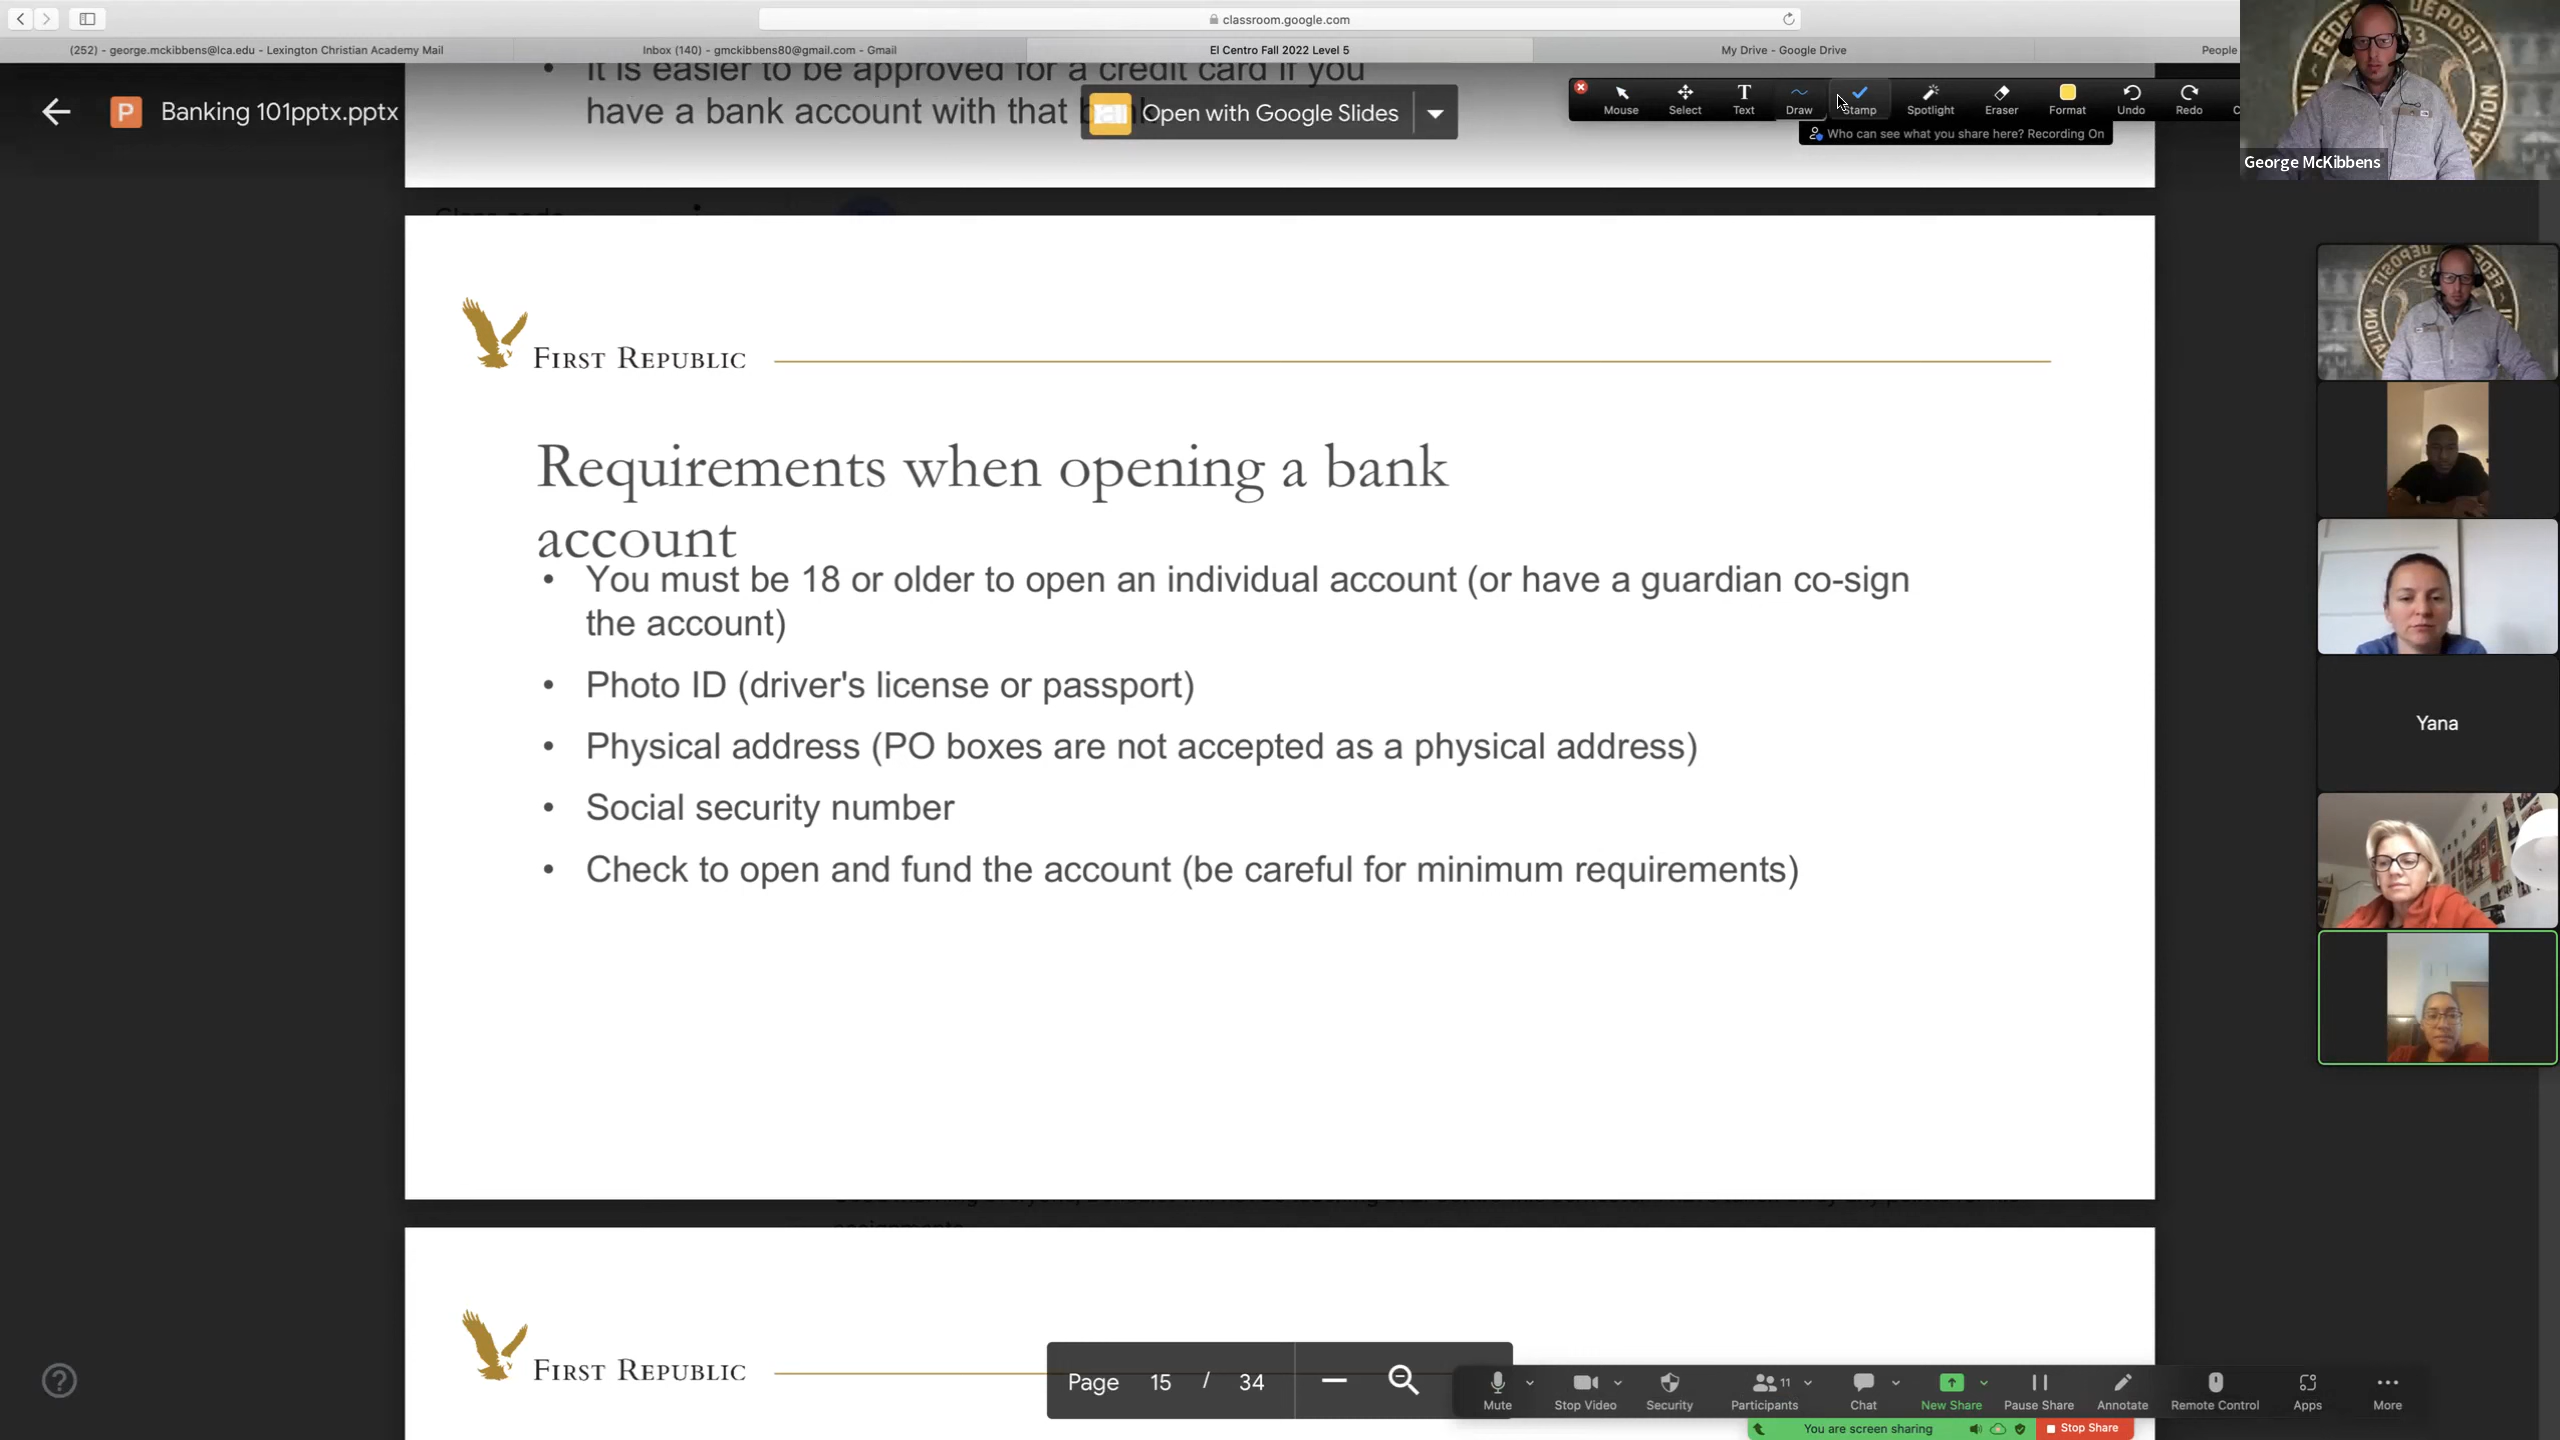 classroom.google.com
(252) - george.mckibbens@lca.edu - Lexington Christian Academy Mail
Inbox (140) - gmckibbens80@gmail.com - Gmail
El Centro Fall 2022 Level 5
My Drive - Google Drive
People
It is easier to be approved for a credit card if you
have a bank account with that bank
Banking 101pptx.pptx
Open with Google Slides
Mouse
Select
Text
Draw
Stamp
Spotlight
Eraser
Format
Undo
Redo
Who can see what you share here? Recording On
George McKibbens
FIRST REPUBLIC
Requirements when opening a bank
account
• You must be 18 or older to open an individual account (or have a guardian co-sign
the account)
• Photo ID (driver's license or passport)
• Physical address (PO boxes are not accepted as a physical address)
• Social security number
• Check to open and fund the account (be careful for minimum requirements)
Yana
FIRST REPUBLIC
Page 15 / 34
Mute
Stop Video
Security
Participants 11
Chat
New Share
Pause Share
Annotate
Remote Control
Apps
More
You are screen sharing
Stop Share